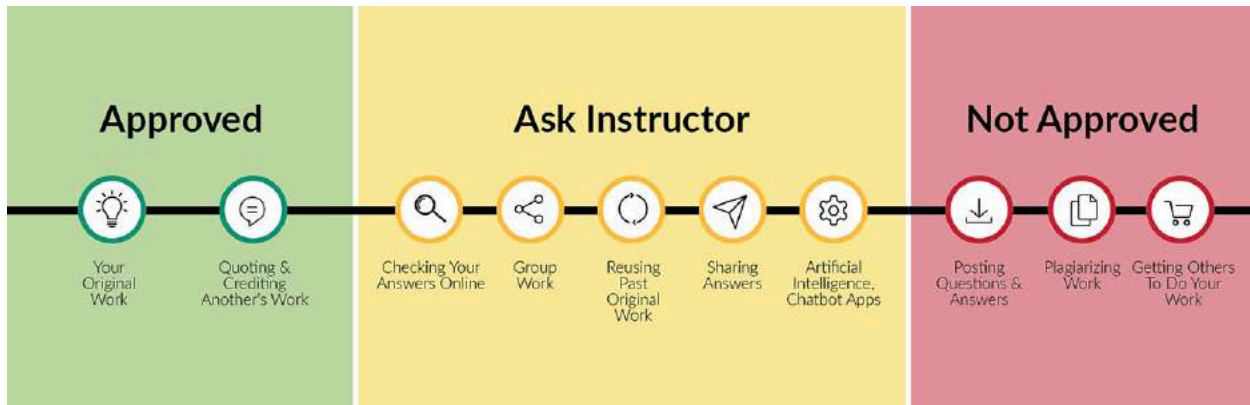 Approved
Your
Original
Work
Quoting &
Crediting
Another's Work
Ask Instructor
Checking Your
Answers Online
Group
Work
Reusing
Past
Original
Work
Sharing
Answers
Artificial
Intelligence,
Chatbot Apps
Not Approved
Posting
Questions &
Answers
Plagiarizing
Work
Getting Others
To Do Your
Work